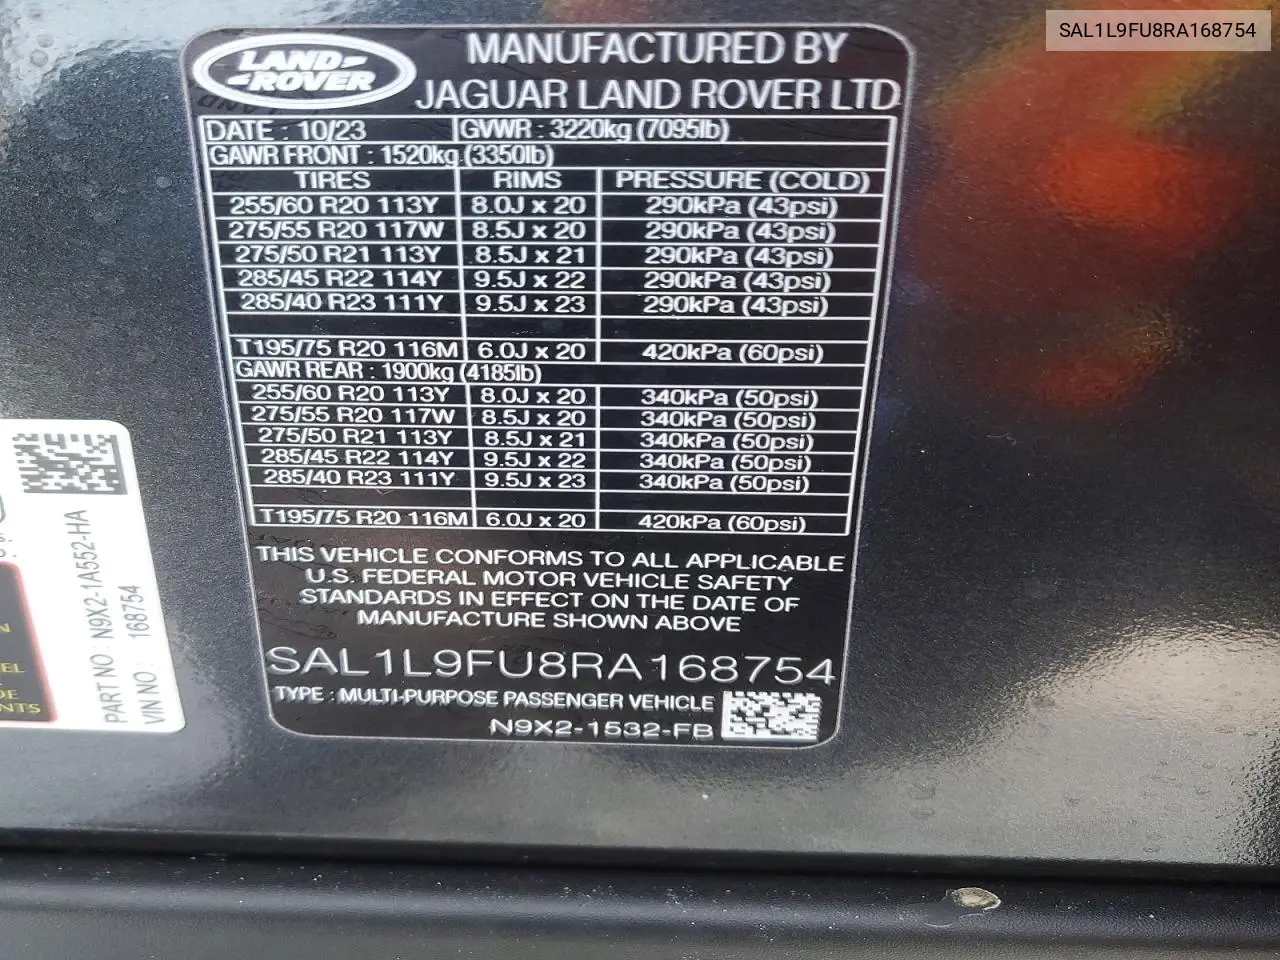 SAL1L9FU8RA168754
LAND ROVER
MANUFACTURED BY
JAGUAR LAND ROVER LTD
DATE : 10/23 GVWR : 3220kg (7095lb)
GAWR FRONT : 1520kg (3350lb)
TIRES RIMS PRESSURE (COLD)
255/60 R20 113Y 8.0J x 20 290kPa (43psi)
275/55 R20 117W 8.5J x 20 290kPa (43psi)
275/50 R21 113Y 8.5J x 21 290kPa (43psi)
285/45 R22 114Y 9.5J x 22 290kPa (43psi)
285/40 R23 111Y 9.5J x 23 290kPa (43psi)
T195/75 R20 116M 6.0J x 20 420kPa (60psi)
GAWR REAR : 1900kg (4185lb)
255/60 R20 113Y 8.0J x 20 340kPa (50psi)
275/55 R20 117W 8.5J x 20 340kPa (50psi)
275/50 R21 113Y 8.5J x 21 340kPa (50psi)
285/45 R22 114Y 9.5J x 22 340kPa (50psi)
285/40 R23 111Y 9.5J x 23 340kPa (50psi)
T195/75 R20 116M 6.0J x 20 420kPa (60psi)
THIS VEHICLE CONFORMS TO ALL APPLICABLE
U.S. FEDERAL MOTOR VEHICLE SAFETY
STANDARDS IN EFFECT ON THE DATE OF
MANUFACTURE SHOWN ABOVE
SAL1L9FU8RA168754
TYPE : MULTI-PURPOSE PASSENGER VEHICLE
N9X2-1532-FB
PART NO : N9X2-1A552-HA
VIN NO : 168754